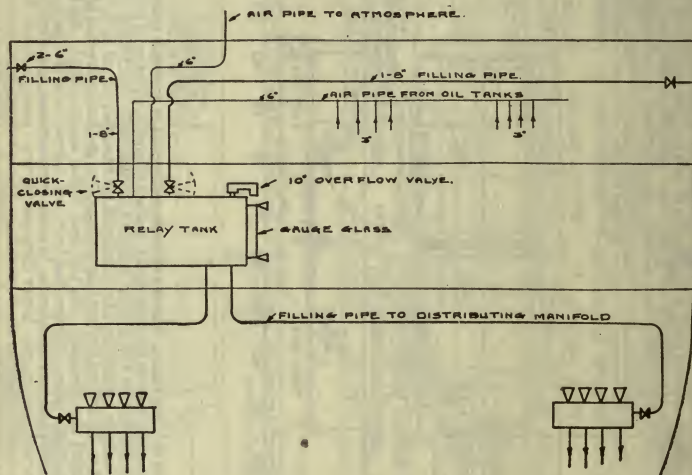 AIR PIPE TO ATMOSPHERE.
2-6"
FILLING PIPE
6"
1-8" FILLING PIPE.
6"
AIR PIPE FROM OIL TANKS
3"
3"
1-8"
QUICK-
CLOSING
VALVE
10" OVERFLOW VALVE.
RELAY TANK
GAUGE GLASS
FILLING PIPE TO DISTRIBUTING MANIFOLD